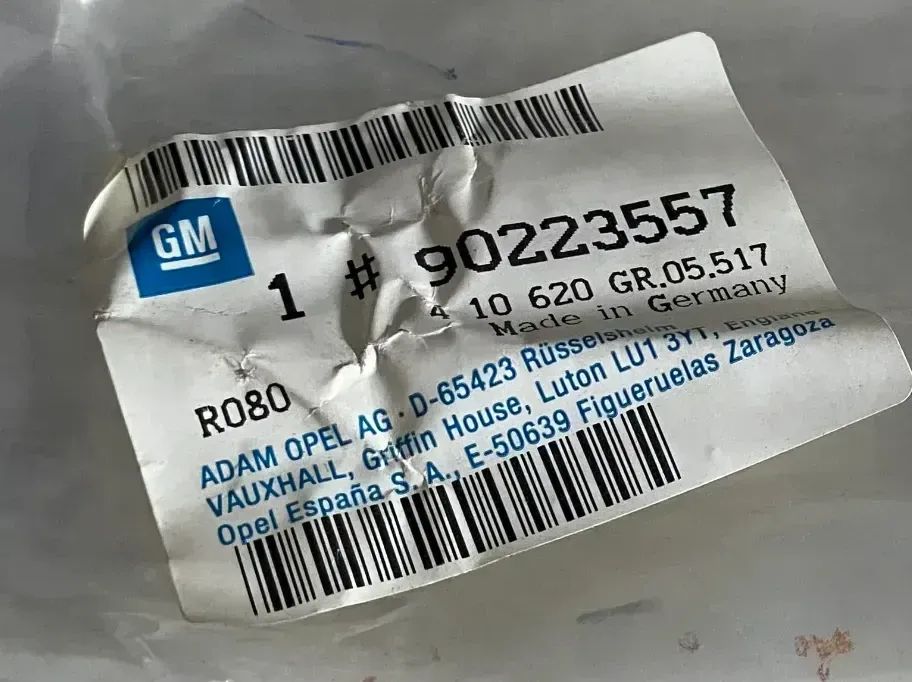 GM
1 # 90223557
4 10 620 GR.05.517
Made in Germany
R080
ADAM OPEL AG · D-65423 Rüsselsheim
VAUXHALL, Griffin House, Luton LU1 3YT, England
Opel España S. A., E-50639 Figueruelas Zaragoza